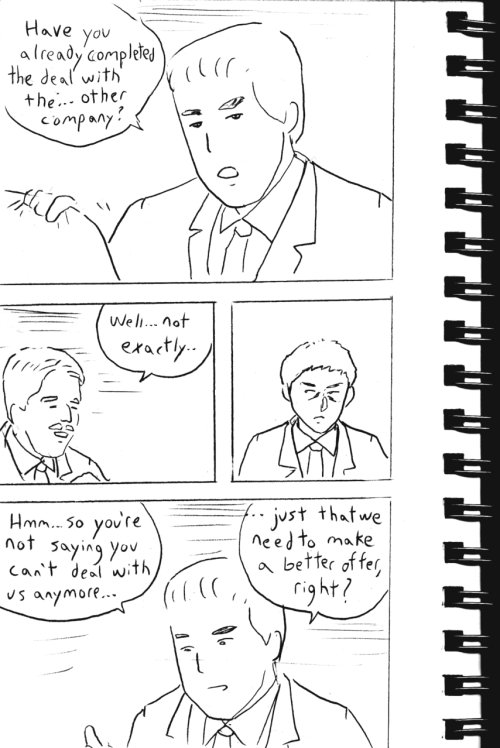 Have you
already completed
the deal with
the... other
company?
Well... not
exactly..
Hmm... so you're
not saying you
can't deal with
us anymore...
... just that we
need to make
a better offer,
right?